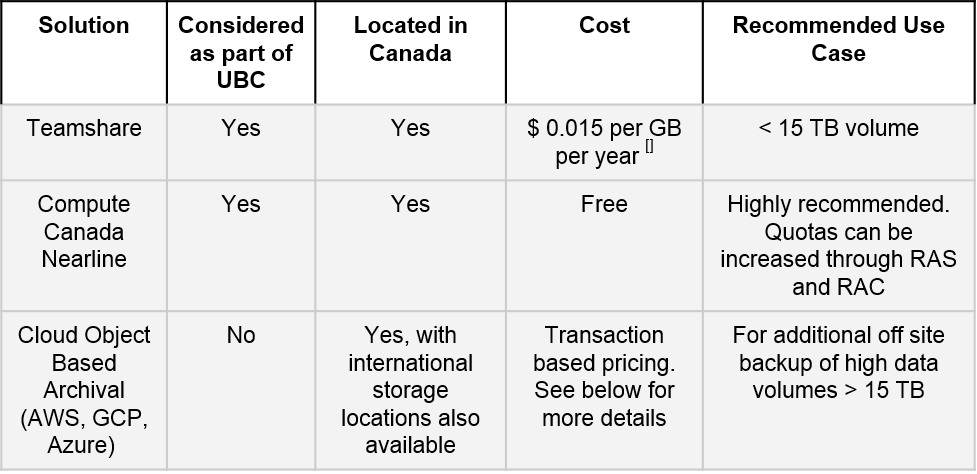 Solution
Considered
as part of
UBC
Located in
Canada
Cost
Recommended Use
Case
Teamshare
Yes
Yes
$ 0.015 per GB
per year []
< 15 TB volume
Compute
Canada
Nearline
Yes
Yes
Free
Highly recommended.
Quotas can be
increased through RAS
and RAC
Cloud Object
Based
Archival
(AWS, GCP,
Azure)
No
Yes, with
international
storage
locations also
available
Transaction
based pricing.
See below for
more details
For additional off site
backup of high data
volumes > 15 TB